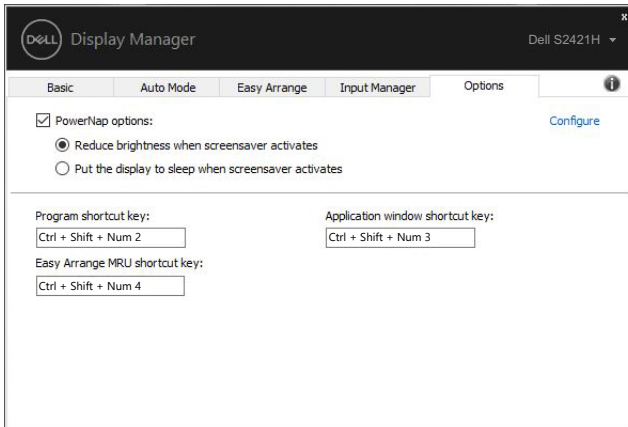 x
DELL Display Manager
Dell S2421H
Basic Auto Mode Easy Arrange Input Manager Options i
PowerNap options: Configure
Reduce brightness when screensaver activates
Put the display to sleep when screensaver activates
Program shortcut key: Application window shortcut key:
Ctrl + Shift + Num 2 Ctrl + Shift + Num 3
Easy Arrange MRU shortcut key:
Ctrl + Shift + Num 4